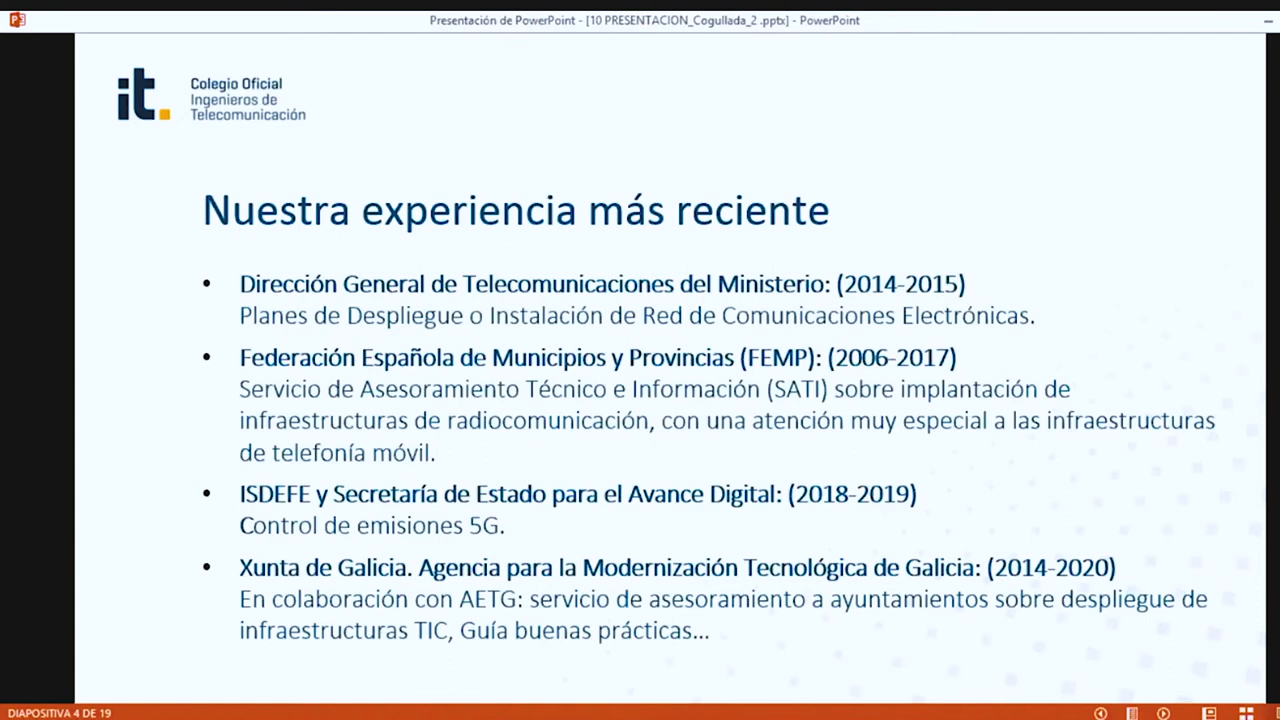 Presentación de PowerPoint - [10 PRESENTACION_Cogullada_2 .pptx] - PowerPoint
it.
Colegio Oficial
Ingenieros de
Telecomunicación
Nuestra experiencia más reciente
• Dirección General de Telecomunicaciones del Ministerio: (2014-2015)
Planes de Despliegue o Instalación de Red de Comunicaciones Electrónicas.
• Federación Española de Municipios y Provincias (FEMP): (2006-2017)
Servicio de Asesoramiento Técnico e Información (SATI) sobre implantación de
infraestructuras de radiocomunicación, con una atención muy especial a las infraestructuras
de telefonía móvil.
• ISDEFE y Secretaría de Estado para el Avance Digital: (2018-2019)
Control de emisiones 5G.
• Xunta de Galicia. Agencia para la Modernización Tecnológica de Galicia: (2014-2020)
En colaboración con AETG: servicio de asesoramiento a ayuntamientos sobre despliegue de
infraestructuras TIC, Guía buenas prácticas...
DIAPOSITIVA 4 DE 19